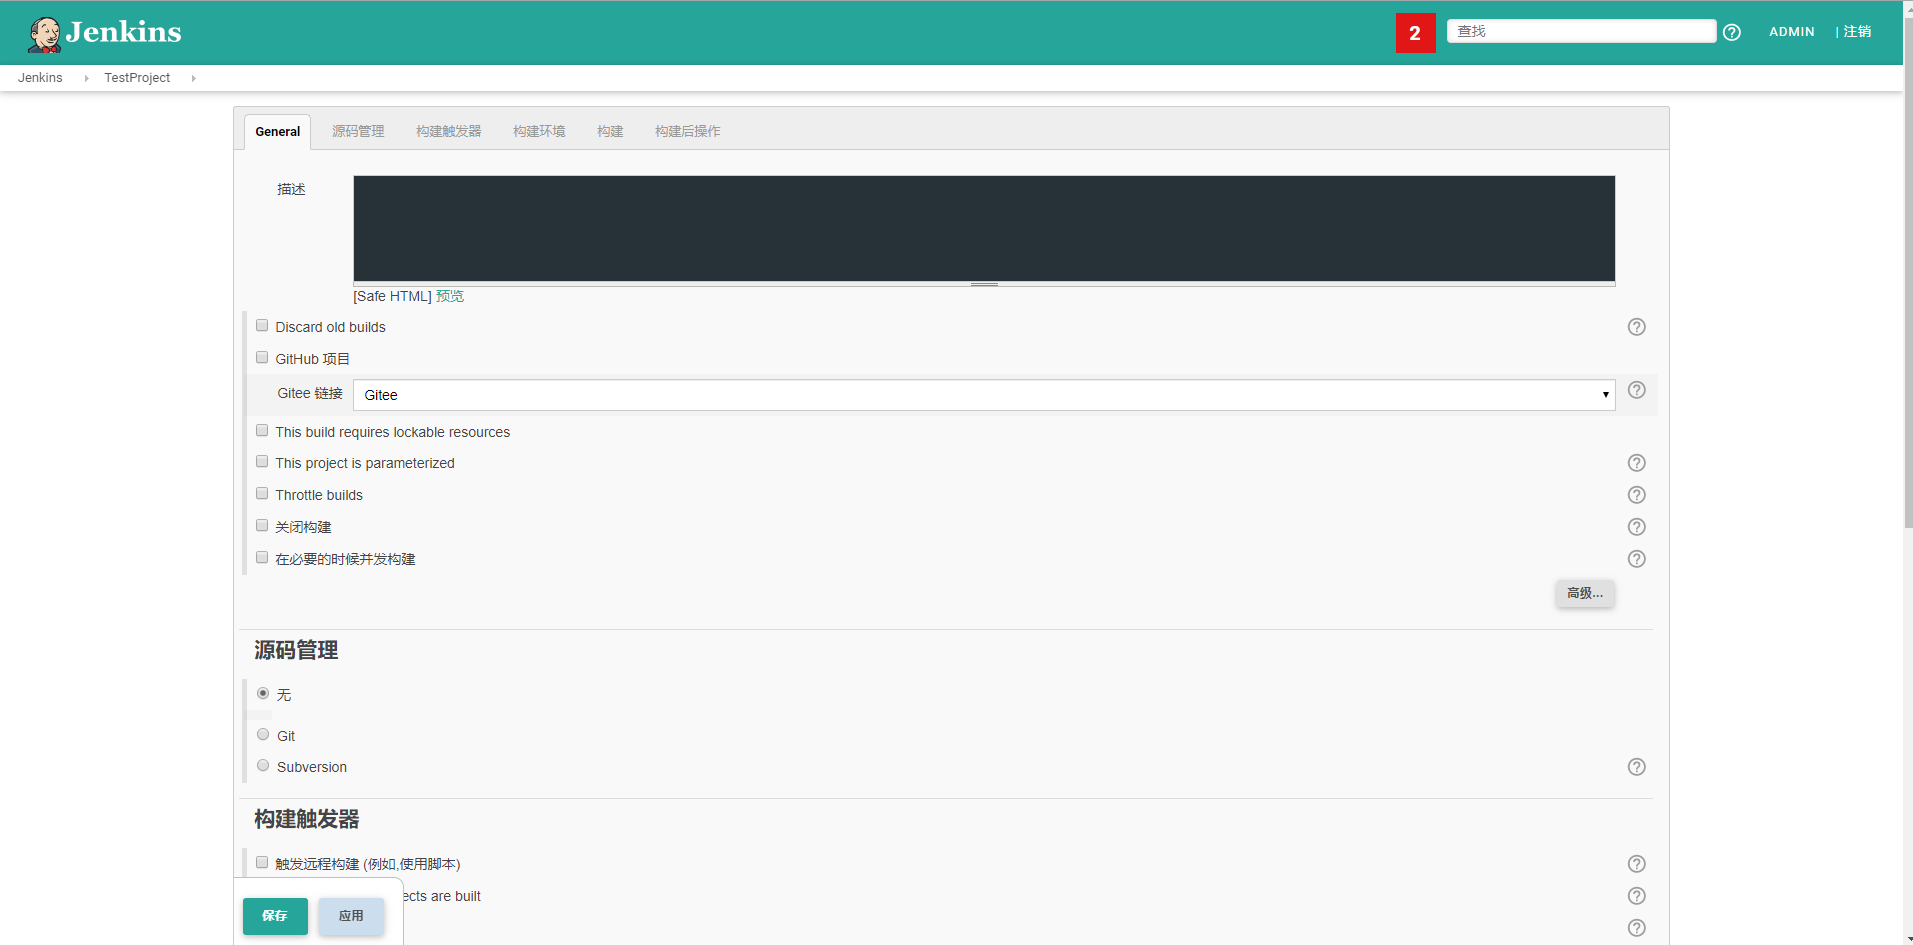 Jenkins
2
查找
ADMIN
| 注销
Jenkins
TestProject
General
源码管理
构建触发器
构建环境
构建
构建后操作
描述
[Safe HTML] 预览
Discard old builds
GitHub 项目
Gitee 链接
Gitee
This build requires lockable resources
This project is parameterized
Throttle builds
关闭构建
在必要的时候并发构建
高级...
源码管理
无
Git
Subversion
构建触发器
触发远程构建 (例如,使用脚本)
ects are built
保存
应用